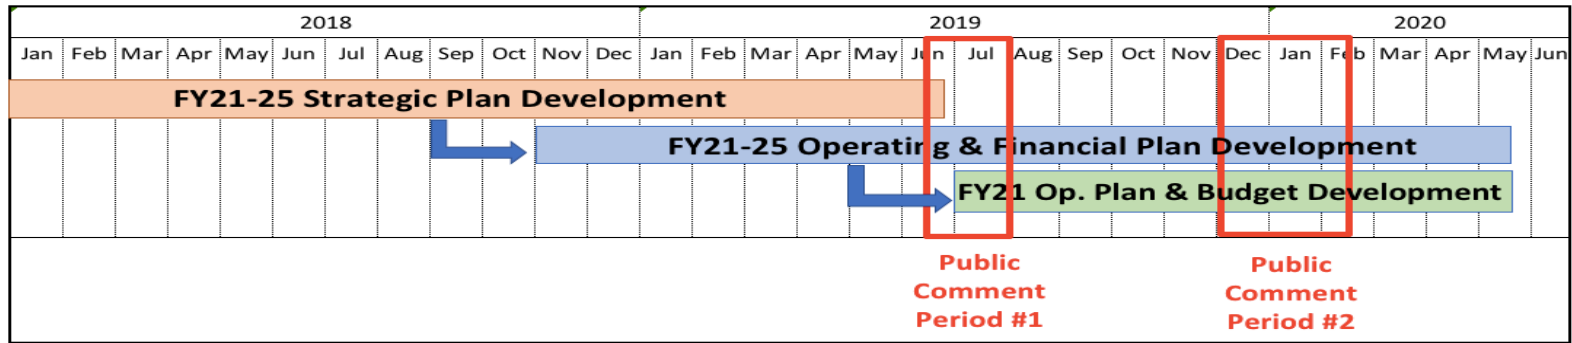 2018 2019 2020
Jan Feb Mar Apr May Jun Jul Aug Sep Oct Nov Dec Jan Feb Mar Apr May Jun Jul Aug Sep Oct Nov Dec Jan Feb Mar Apr May Jun
FY21-25 Strategic Plan Development
FY21-25 Operating & Financial Plan Development
FY21 Op. Plan & Budget Development
Public
Comment
Period #1
Public
Comment
Period #2